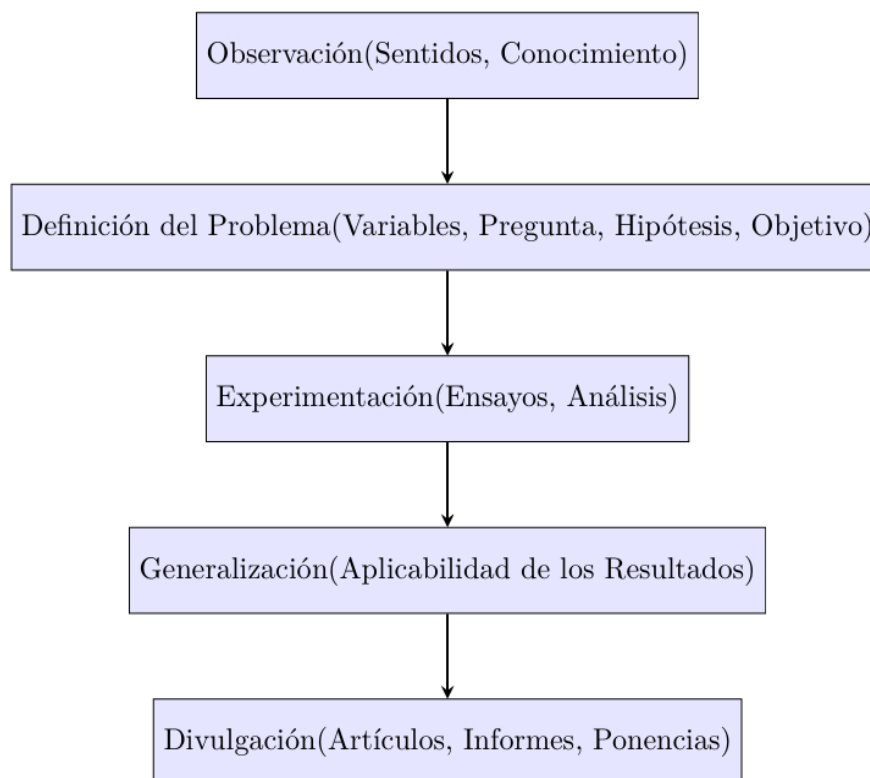 Observación(Sentidos, Conocimiento)
Definición del Problema(Variables, Pregunta, Hipótesis, Objetivo)
Experimentación(Ensayos, Análisis)
Generalización(Aplicabilidad de los Resultados)
Divulgación(Artículos, Informes, Ponencias)